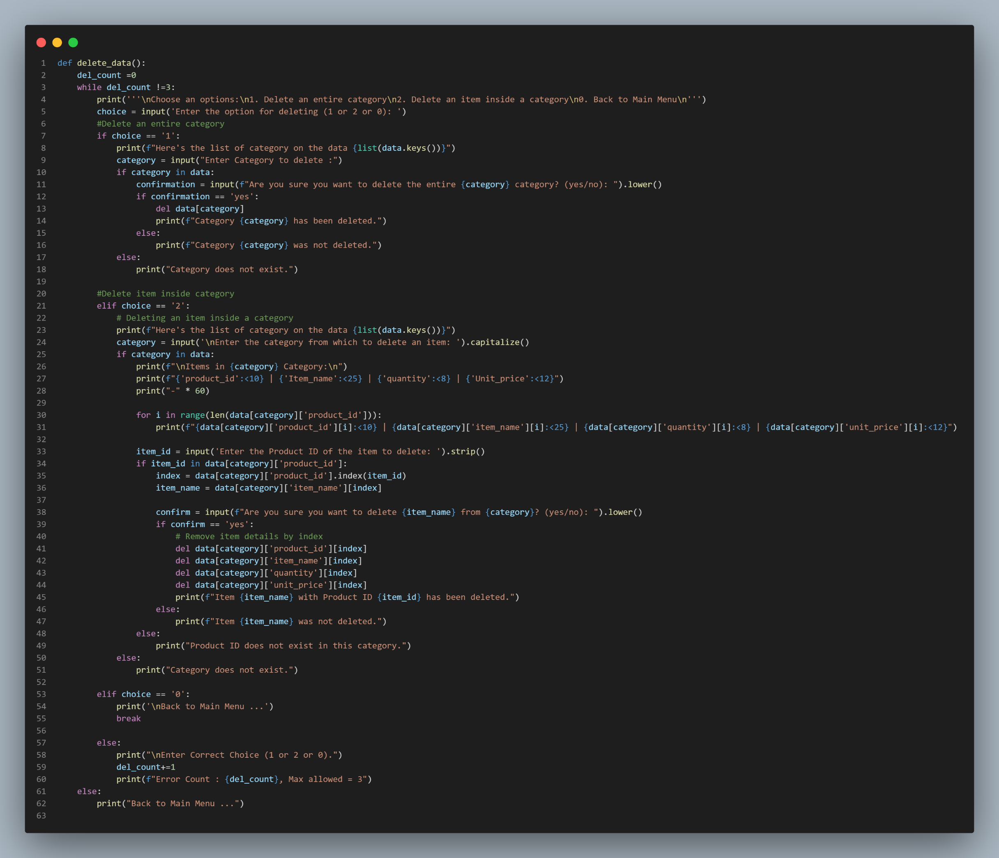 1 def delete_data():
2     del_count =0
3     while del_count !=3:
4         print('''\nChoose an options:\n1. Delete an entire category\n2. Delete an item inside a category\n0. Back to Main Menu\n''')
5         choice = input('Enter the option for deleting (1 or 2 or 0): ')
6         #Delete an entire category
7         if choice == '1':
8             print(f"Here's the list of category on the data {list(data.keys())}")
9             category = input("Enter Category to delete :")
10             if category in data:
11                 confirmation = input(f"Are you sure you want to delete the entire {category} category? (yes/no): ").lower()
12                 if confirmation == 'yes':
13                     del data[category]
14                     print(f"Category {category} has been deleted.")
15                 else:
16                     print(f"Category {category} was not deleted.")
17             else:
18                 print("Category does not exist.")
19
20         #Delete item inside category
21         elif choice == '2':
22             # Deleting an item inside a category
23             print(f"Here's the list of category on the data {list(data.keys())}")
24             category = input('\nEnter the category from which to delete an item: ').capitalize()
25             if category in data:
26                 print(f"\nItems in {category} Category:\n")
27                 print(f"{'product_id':<10} | {'Item_name':<25} | {'quantity':<8} | {'Unit_price':<12}")
28                 print("-" * 60)
29
30                 for i in range(len(data[category]['product_id'])):
31                     print(f"{data[category]['product_id'][i]:<10} | {data[category]['item_name'][i]:<25} | {data[category]['quantity'][i]:<8} | {data[category]['unit_price'][i]:<12}")
32
33                 item_id = input('Enter the Product ID of the item to delete: ').strip()
34                 if item_id in data[category]['product_id']:
35                     index = data[category]['product_id'].index(item_id)
36                     item_name = data[category]['item_name'][index]
37
38                     confirm = input(f"Are you sure you want to delete {item_name} from {category}? (yes/no): ").lower()
39                     if confirm == 'yes':
40                         # Remove item details by index
41                         del data[category]['product_id'][index]
42                         del data[category]['item_name'][index]
43                         del data[category]['quantity'][index]
44                         del data[category]['unit_price'][index]
45                         print(f"Item {item_name} with Product ID {item_id} has been deleted.")
46                     else:
47                         print(f"Item {item_name} was not deleted.")
48                 else:
49                     print("Product ID does not exist in this category.")
50             else:
51                 print("Category does not exist.")
52
53         elif choice == '0':
54             print('\nBack to Main Menu ...')
55             break
56
57         else:
58             print("\nEnter Correct Choice (1 or 2 or 0).")
59             del_count+=1
60             print(f"Error Count : {del_count}, Max allowed = 3")
61     else:
62         print("Back to Main Menu ...")
63